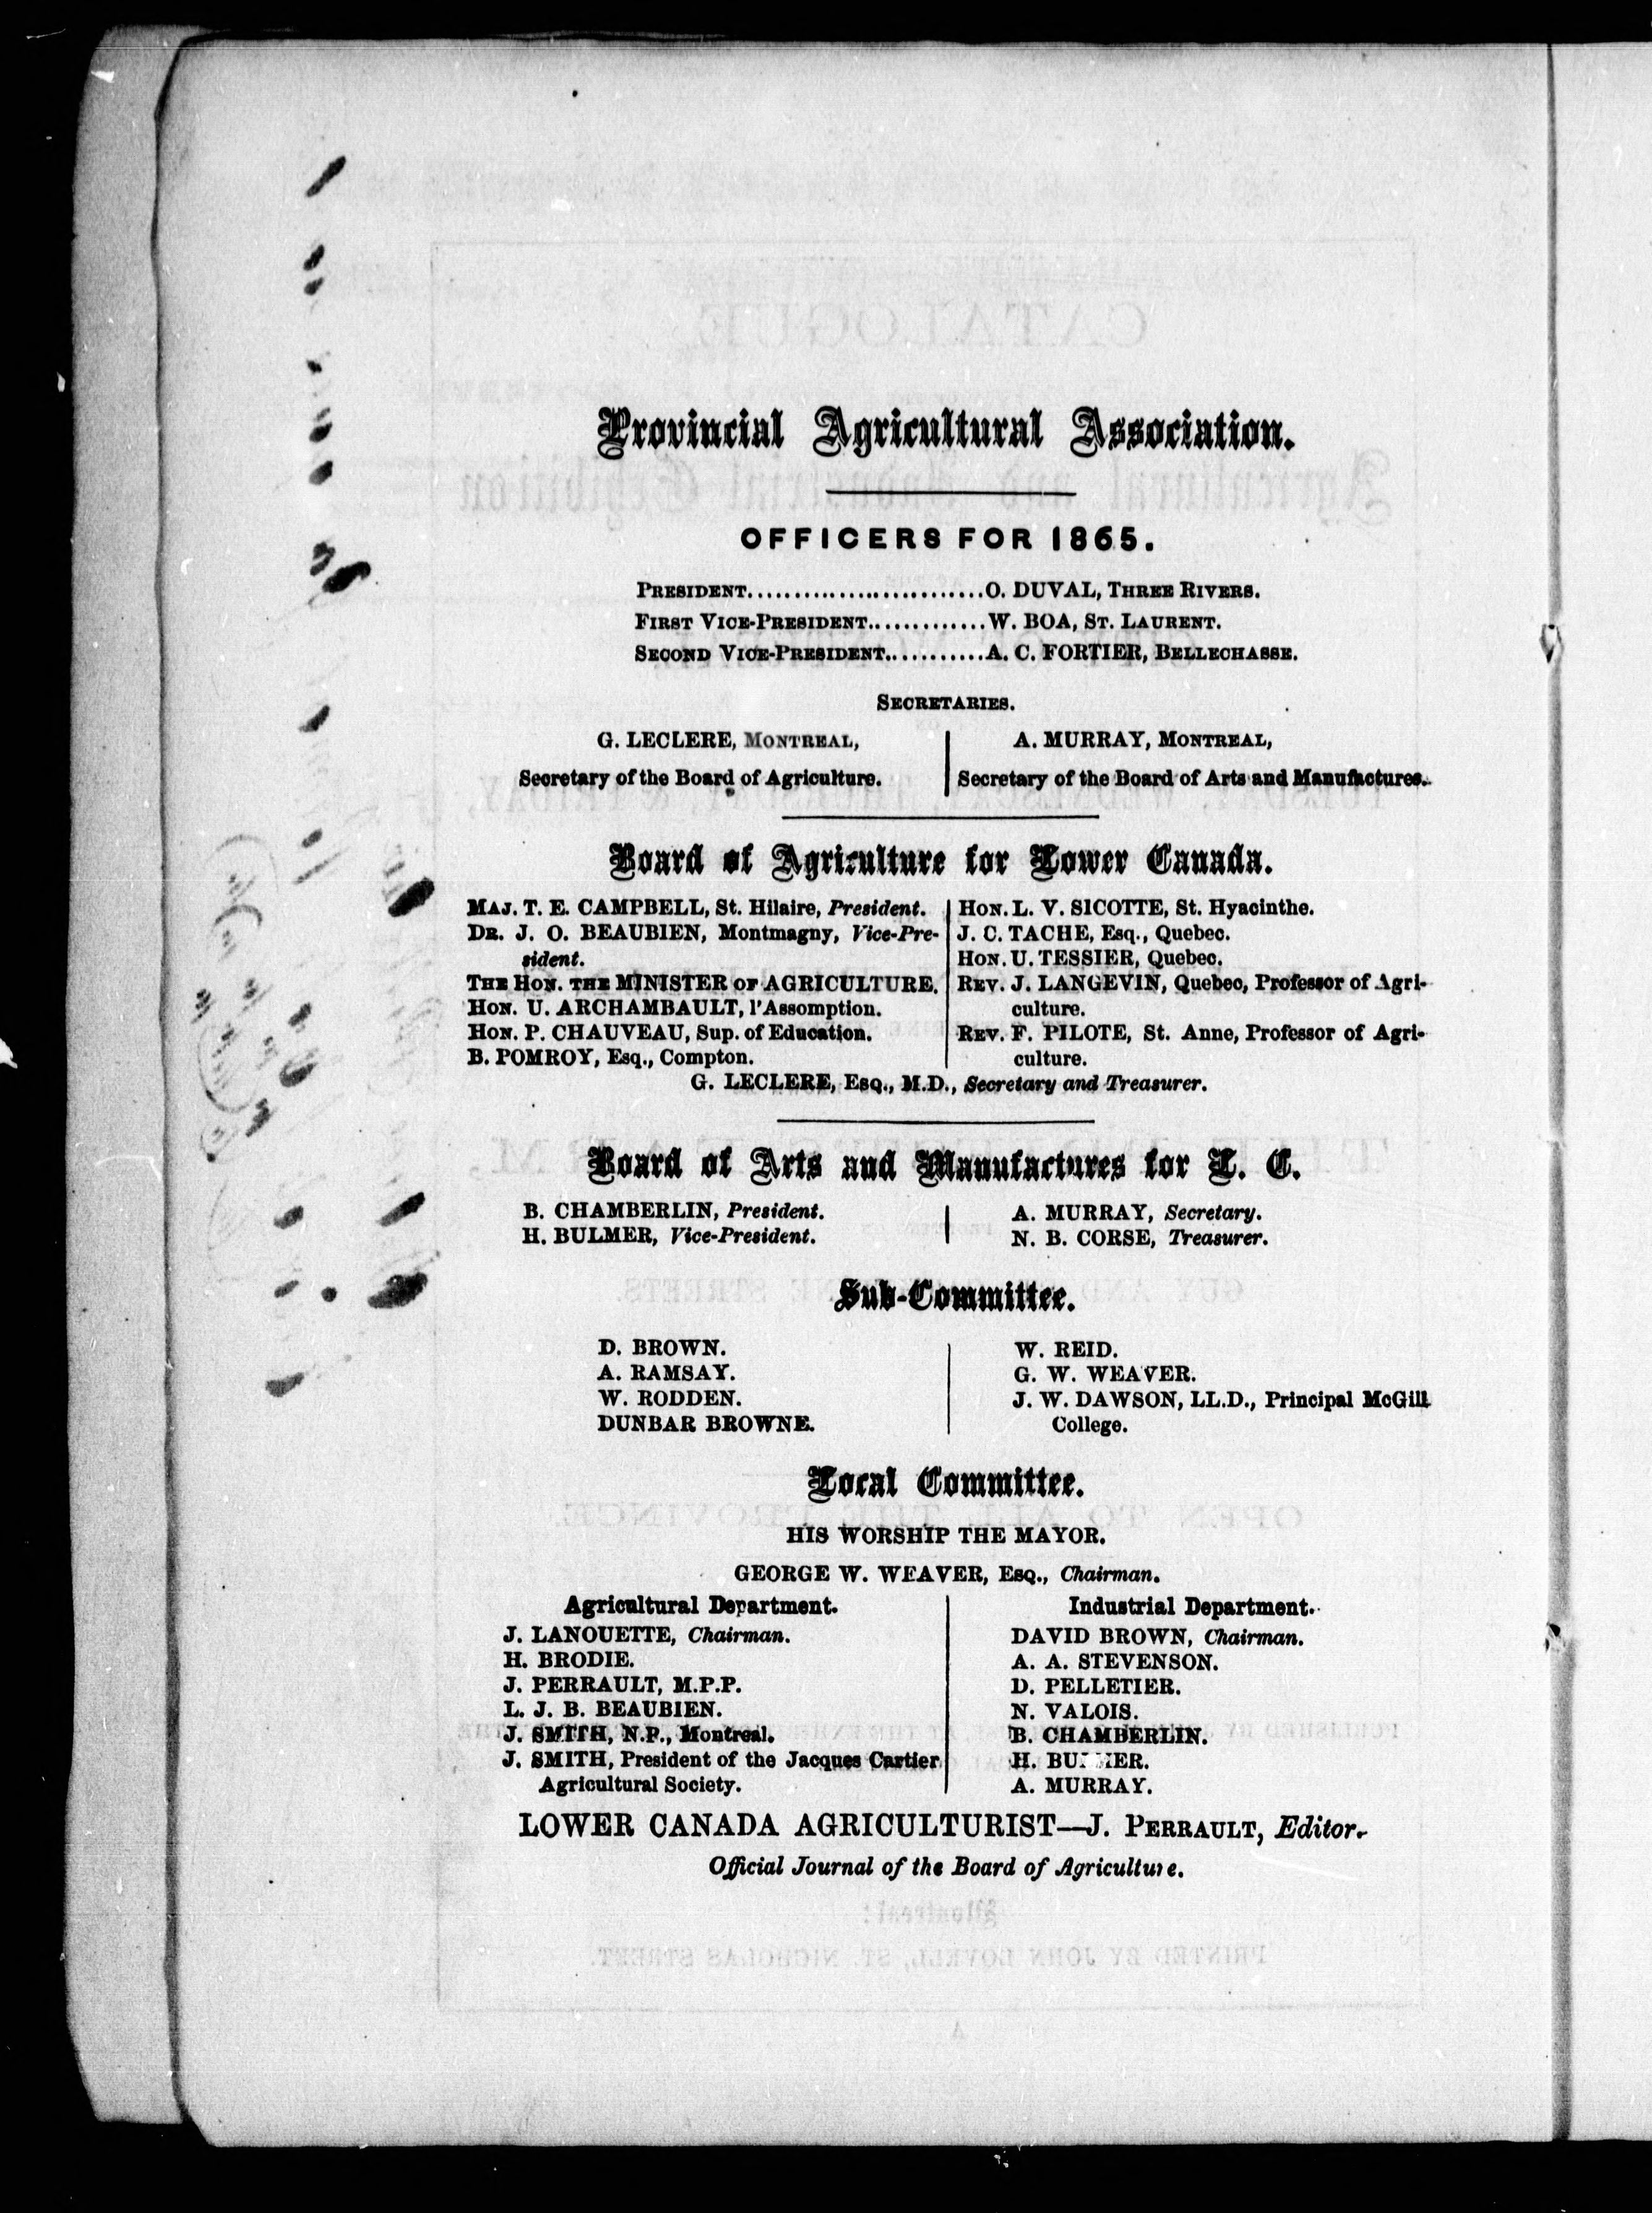 Provincial Agricultural Association.
OFFICERS FOR 1865.
PRESIDENT...........................O. DUVAL, THREE RIVERS.
FIRST VICE-PRESIDENT.............W. BOA, ST. LAURENT.
SECOND VICE-PRESIDENT...........A. C. FORTIER, BELLECHASSE.
SECRETARIES.
G. LECLERE, MONTREAL,
Secretary of the Board of Agriculture.
A. MURRAY, MONTREAL,
Secretary of the Board of Arts and Manufactures.
Board of Agriculture for Lower Canada.
MAJ. T. E. CAMPBELL, St. Hilaire, President.
DR. J. O. BEAUBIEN, Montmagny, Vice-Pre-
sident.
THE HON. THE MINISTER OF AGRICULTURE.
HON. U. ARCHAMBAULT, l'Assomption.
HON. P. CHAUVEAU, Sup. of Education.
B. POMROY, Esq., Compton.
HON. L. V. SICOTTE, St. Hyacinthe.
J. C. TACHE, Esq., Quebec.
HON. U. TESSIER, Quebec.
REV. J. LANGEVIN, Quebec, Professor of Agri-
culture.
REV. F. PILOTE, St. Anne, Professor of Agri-
culture.
G. LECLERE, ESQ., M.D., Secretary and Treasurer.
Board of Arts and Manufactures for L. C.
B. CHAMBERLIN, President.
H. BULMER, Vice-President.
A. MURRAY, Secretary.
N. B. CORSE, Treasurer.
Sub-Committee.
D. BROWN.
A. RAMSAY.
W. RODDEN.
DUNBAR BROWNE.
W. REID.
G. W. WEAVER.
J. W. DAWSON, LL.D., Principal McGill
College.
Local Committee.
HIS WORSHIP THE MAYOR.
GEORGE W. WEAVER, ESQ., Chairman.
Agricultural Department.
J. LANOUETTE, Chairman.
H. BRODIE.
J. PERRAULT, M.P.P.
L. J. B. BEAUBIEN.
J. SMITH, N.P., Montreal.
J. SMITH, President of the Jacques Cartier
Agricultural Society.
Industrial Department.
DAVID BROWN, Chairman.
A. A. STEVENSON.
D. PELLETIER.
N. VALOIS.
B. CHAMBERLIN.
H. BULMER.
A. MURRAY.
LOWER CANADA AGRICULTURIST—J. PERRAULT, Editor.
Official Journal of the Board of Agriculture.